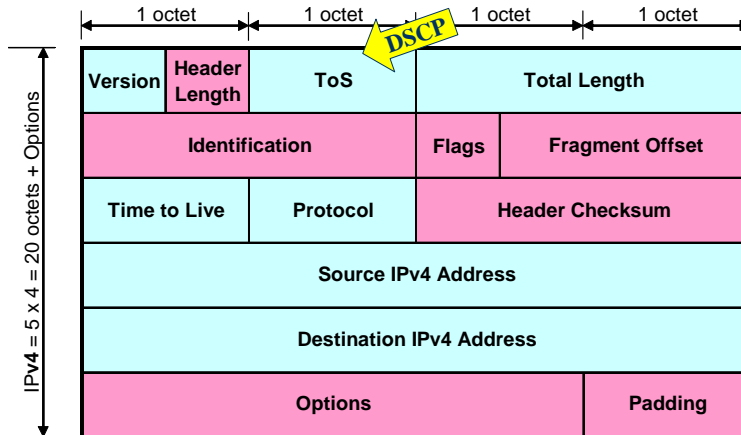 1 octet 1 octet 1 octet 1 octet
DSCP
Version Header Length ToS Total Length
Identification Flags Fragment Offset
Time to Live Protocol Header Checksum
Source IPv4 Address
Destination IPv4 Address
Options Padding
IPv4 = 5 x 4 = 20 octets + Options